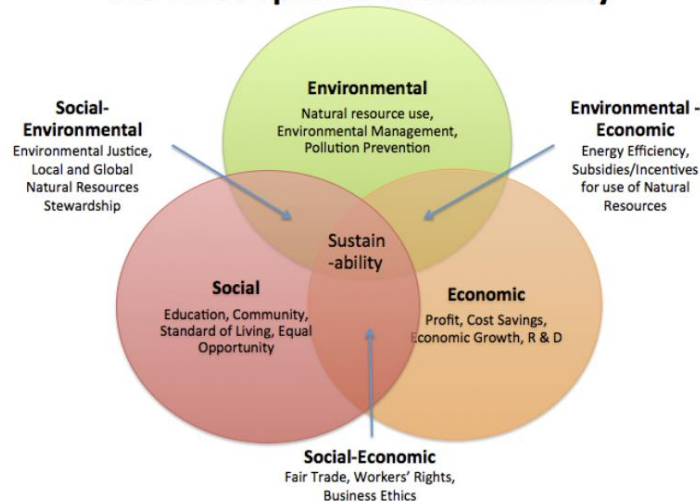 Environmental
Natural resource use,
Environmental Management,
Pollution Prevention
Social-
Environmental
Environmental Justice,
Local and Global
Natural Resources
Stewardship
Environmental -
Economic
Energy Efficiency,
Subsidies/Incentives
for use of Natural
Resources
Sustain
-ability
Social
Education, Community,
Standard of Living, Equal
Opportunity
Economic
Profit, Cost Savings,
Economic Growth, R & D
Social-Economic
Fair Trade, Workers' Rights,
Business Ethics